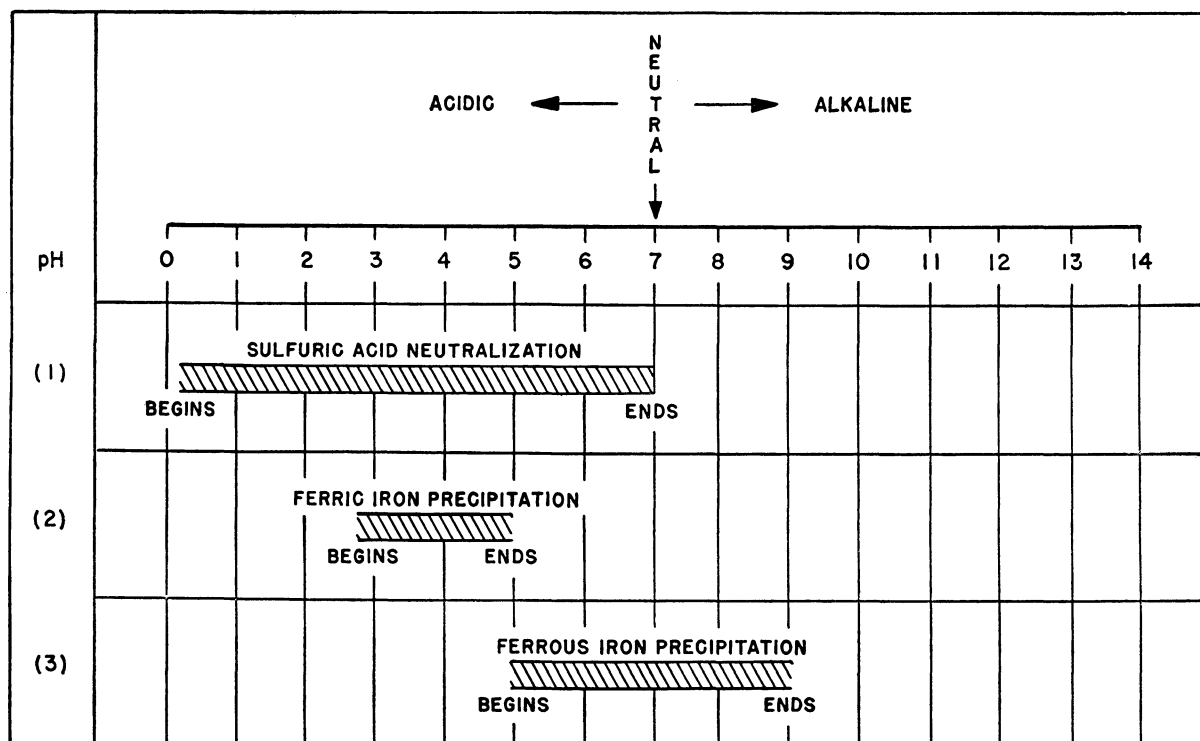 NEUTRAL
ACIDIC
ALKALINE
pH 0 1 2 3 4 5 6 7 8 9 10 11 12 13 14
(1)
SULFURIC ACID NEUTRALIZATION
BEGINS ENDS
(2)
FERRIC IRON PRECIPITATION
BEGINS ENDS
(3)
FERROUS IRON PRECIPITATION
BEGINS ENDS